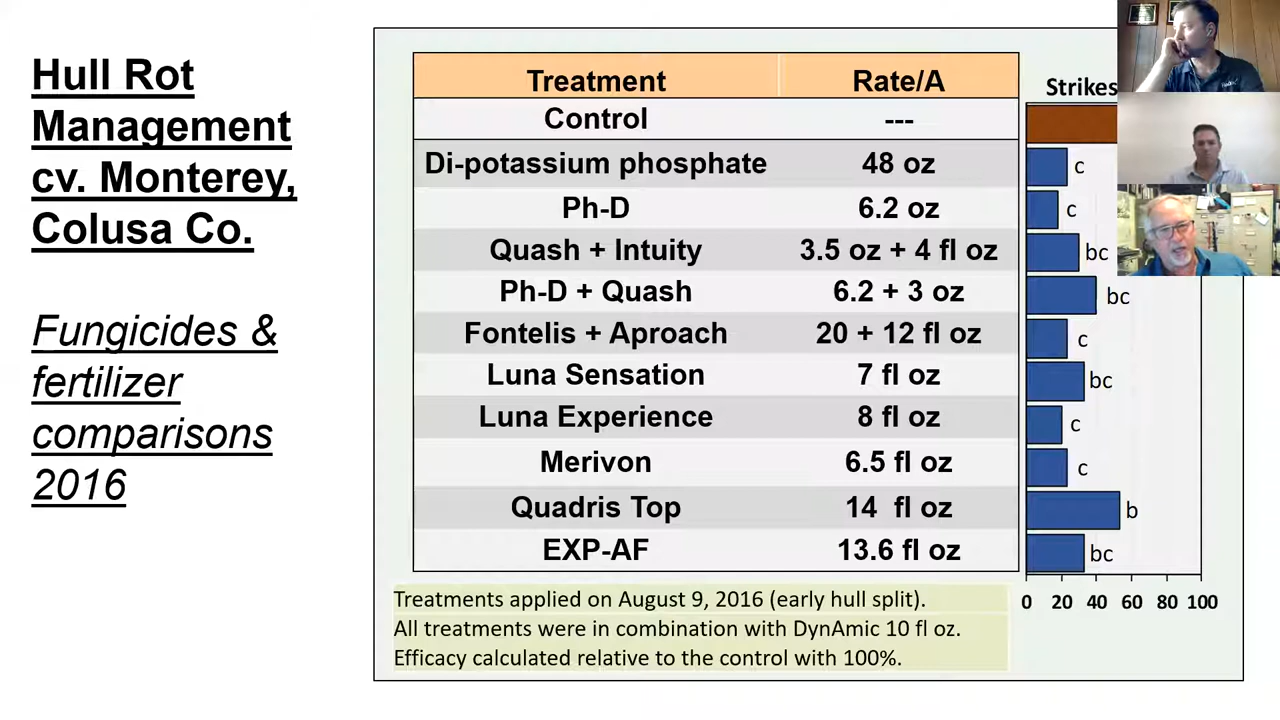 Hull Rot
Management
cv. Monterey,
Colusa Co.
Fungicides &
fertilizer
comparisons
2016
Treatment Rate/A Strikes
Control ---
Di-potassium phosphate 48 oz c
Ph-D 6.2 oz c
Quash + Intuity 3.5 oz + 4 fl oz bc
Ph-D + Quash 6.2 + 3 oz bc
Fontelis + Aproach 20 + 12 fl oz c
Luna Sensation 7 fl oz bc
Luna Experience 8 fl oz c
Merivon 6.5 fl oz c
Quadris Top 14 fl oz b
EXP-AF 13.6 fl oz bc
0 20 40 60 80 100
Treatments applied on August 9, 2016 (early hull split).
All treatments were in combination with DynAmic 10 fl oz.
Efficacy calculated relative to the control with 100%.